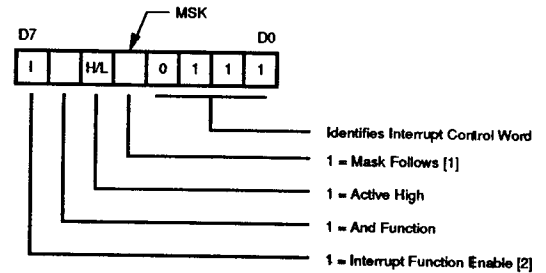 MSK
D7 D0
I H/L 0 1 1 1
Identifies Interrupt Control Word
1 = Mask Follows [1]
1 = Active High
1 = And Function
1 = Interrupt Function Enable [2]